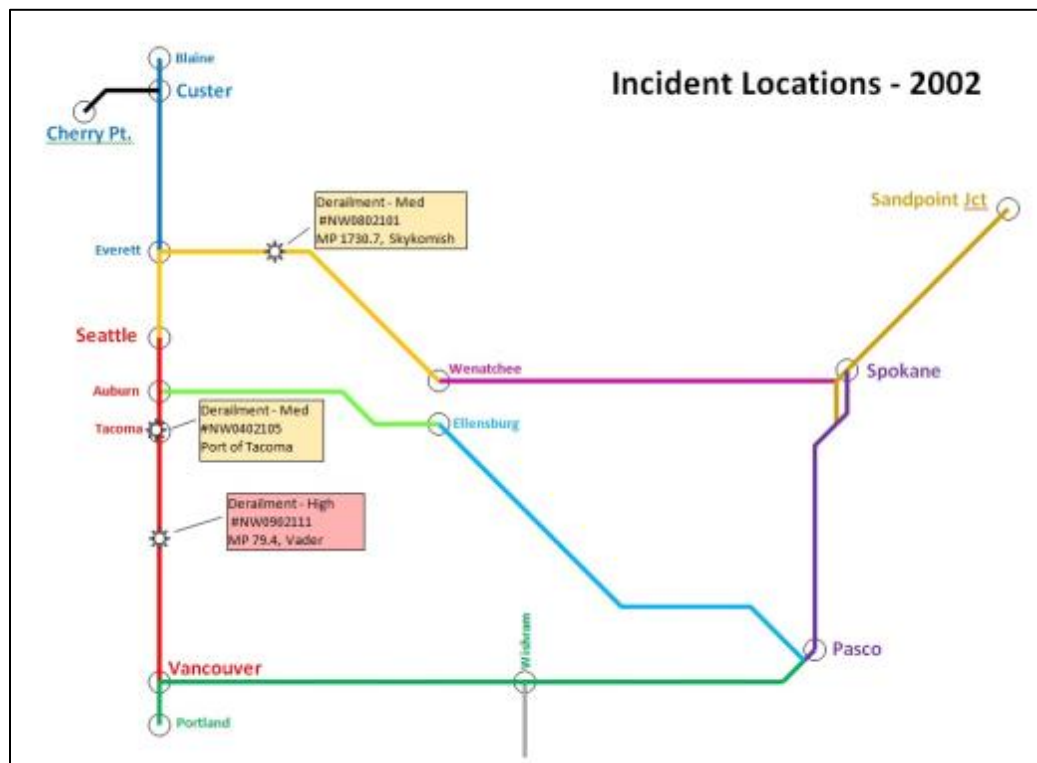 Blaine
Incident Locations - 2002
Custer
Cherry Pt.
Derailment - Med
#NW0802101
MP 1730.7, Skykomish
Sandpoint Jct
Everett
Seattle
Wenatchee
Spokane
Auburn
Derailment - Med
#NW0402105
Port of Tacoma
Tacoma
Ellensburg
Derailment - High
#NW0902111
MP 79.4, Vader
Wishram
Pasco
Vancouver
Portland